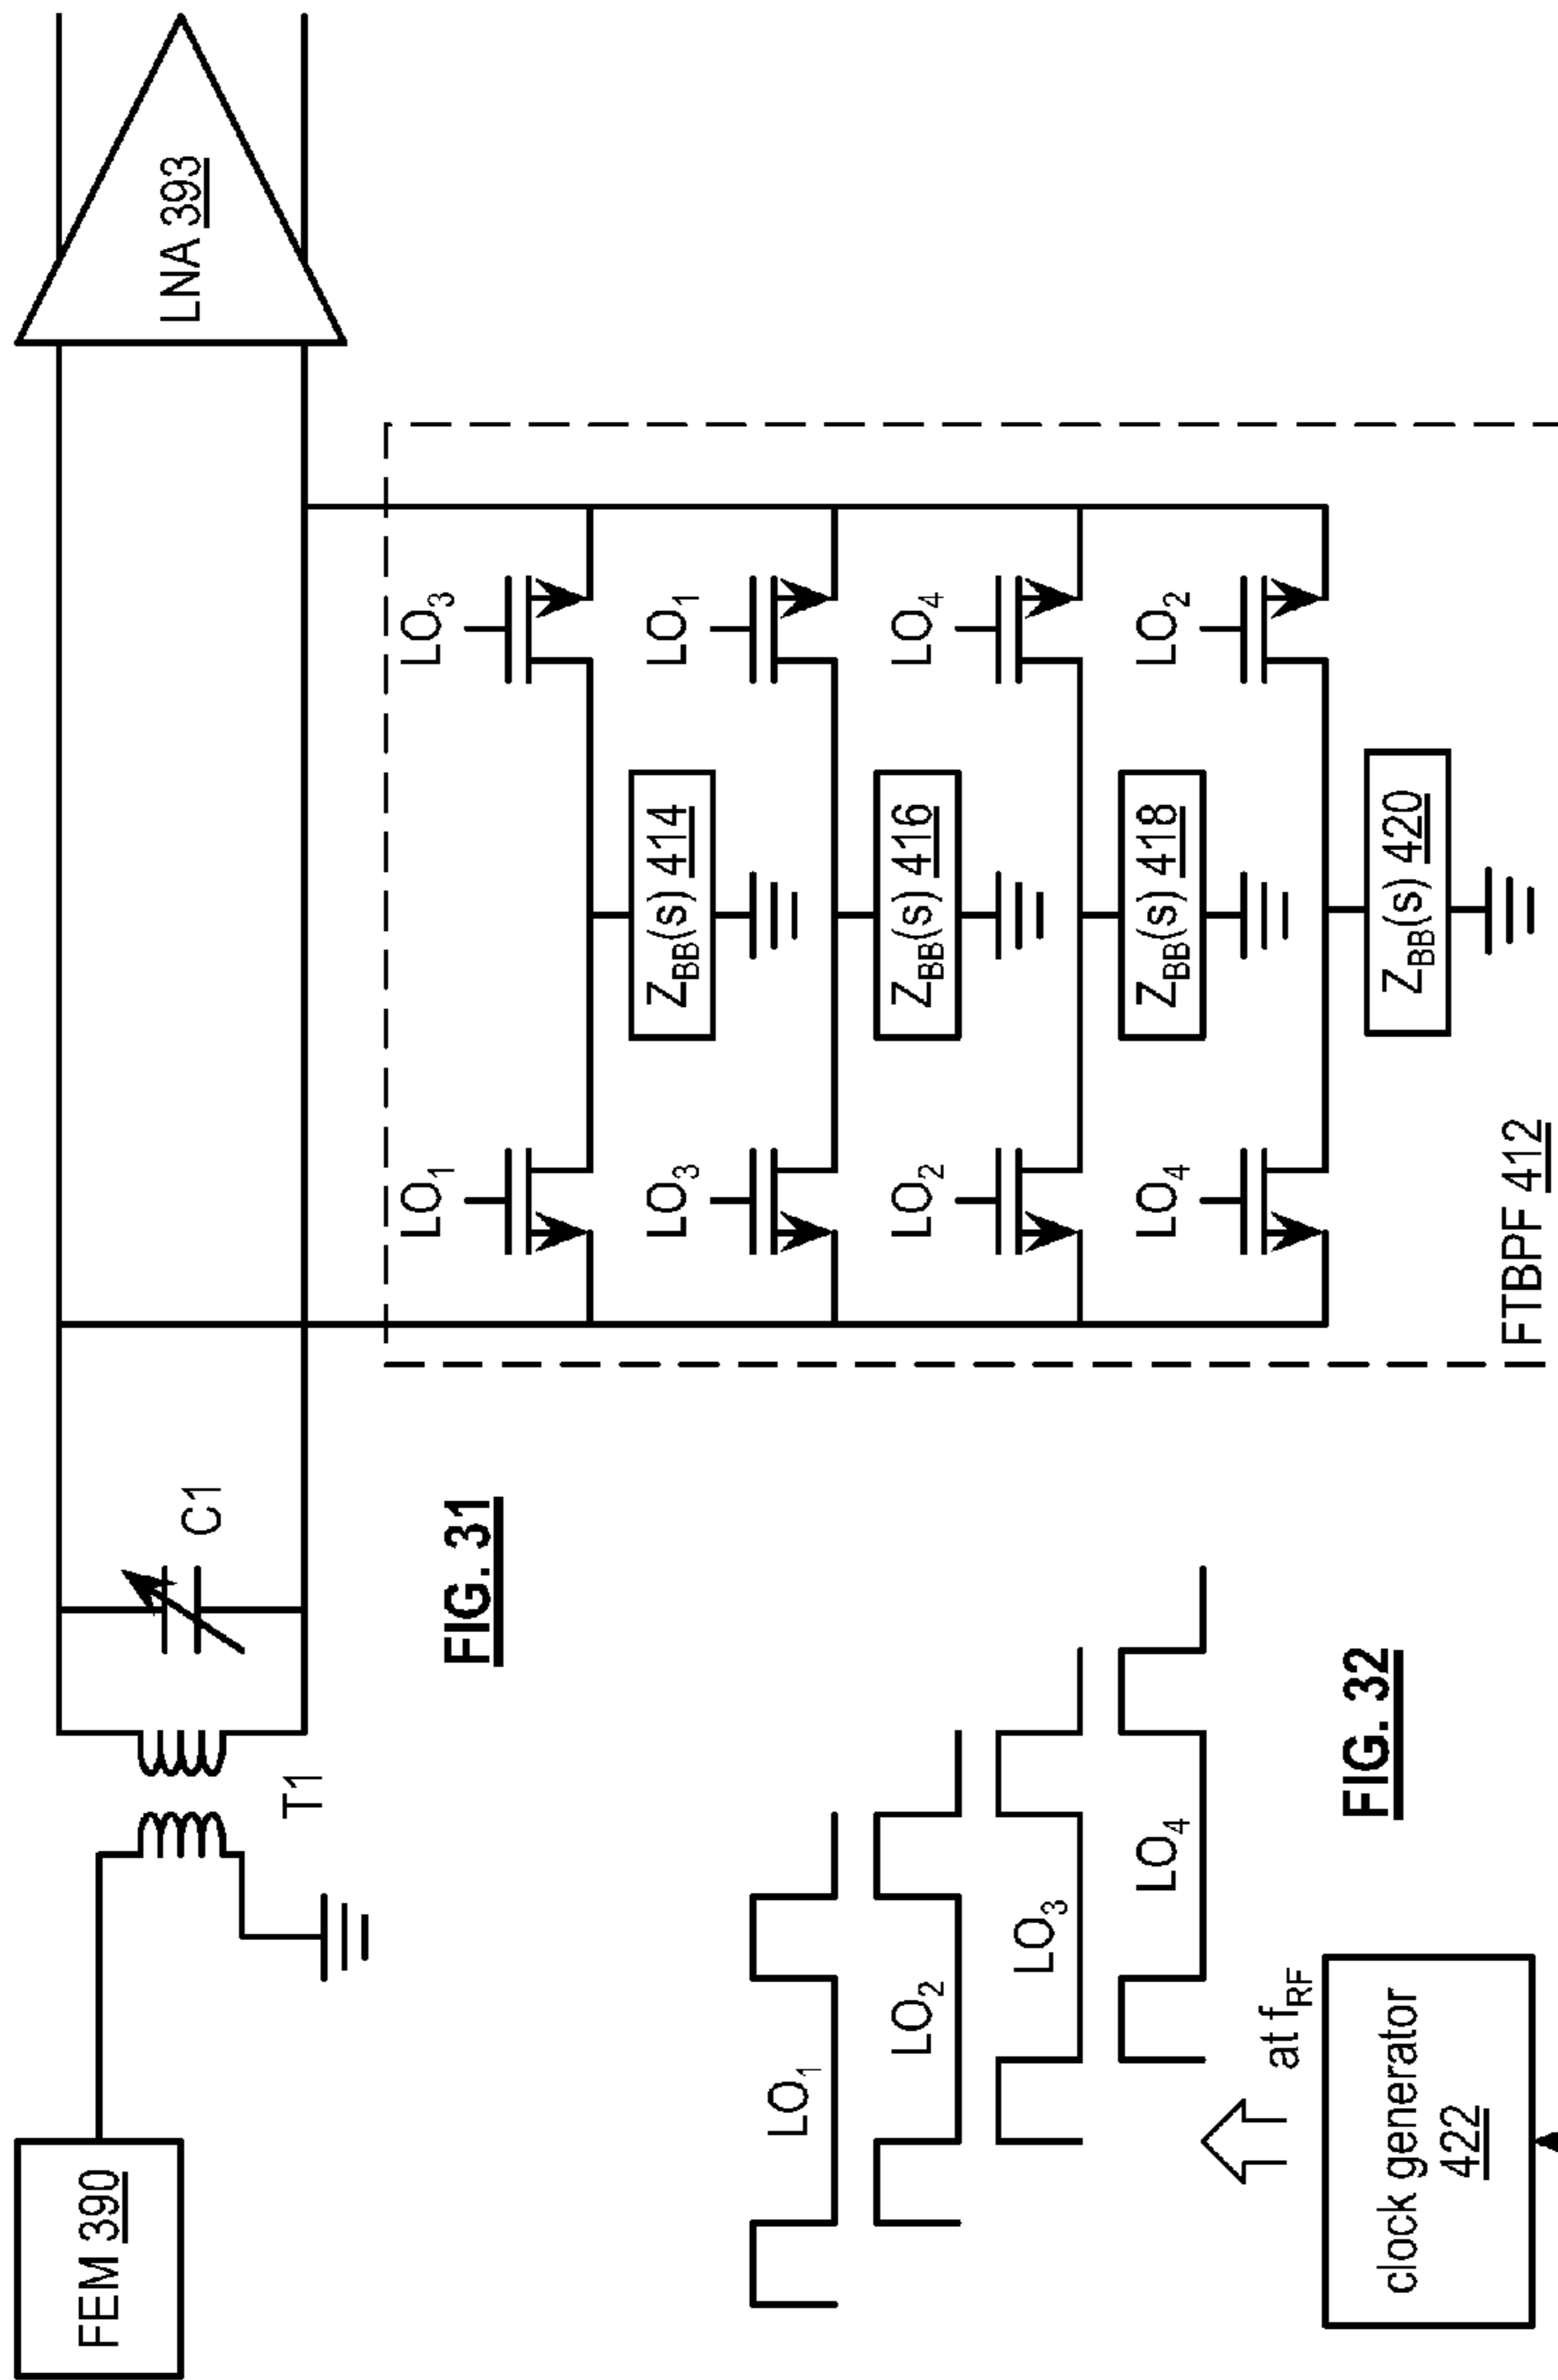 FEM 390
T1
C1
LNA 393
FIG. 31
LO1
LO3
ZBB(s) 414
LO3
LO1
ZBB(s) 416
LO2
LO4
ZBB(s) 418
LO4
LO2
ZBB(s) 420
FTBPF 412
LO1
LO2
LO3
LO4
at fRF
clock generator
422
FIG. 32